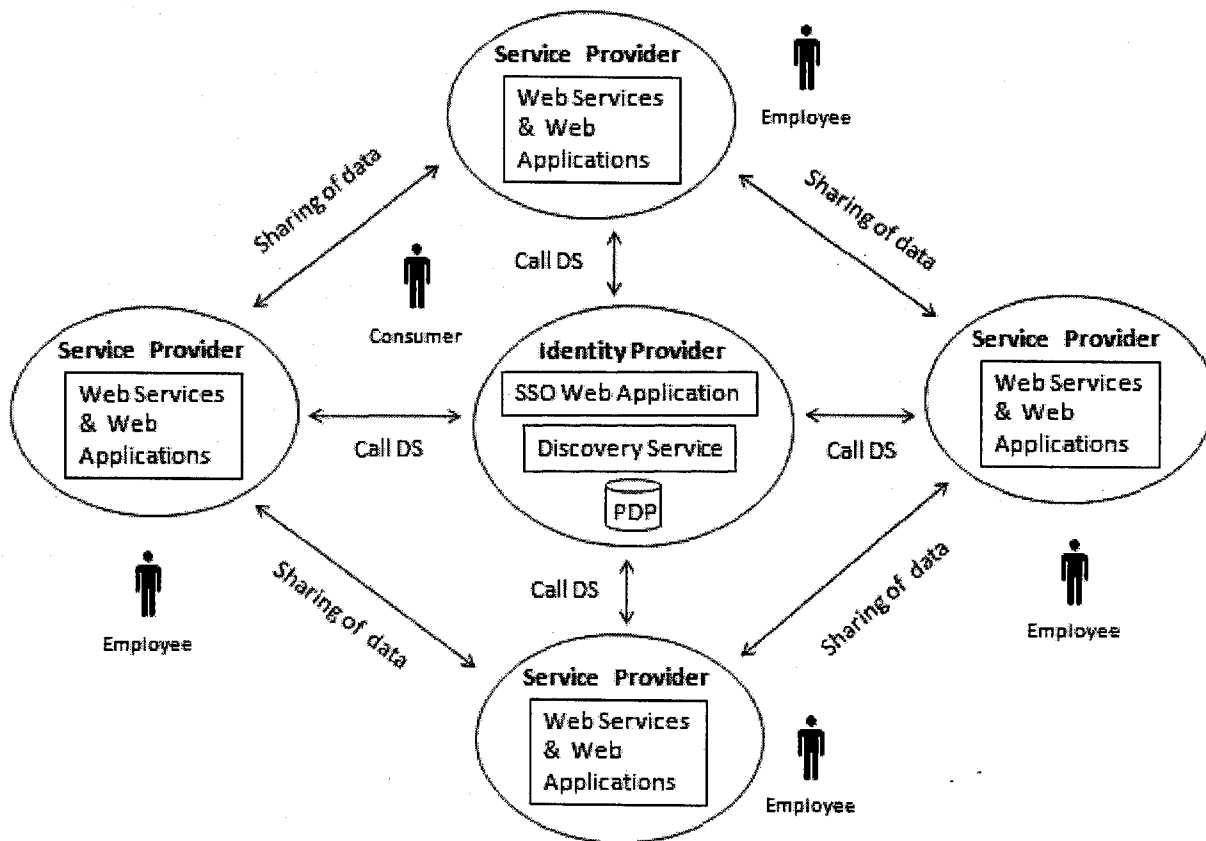 Service Provider
Web Services
& Web
Applications
Employee
Sharing of data
Sharing of data
Call DS
Consumer
Service Provider
Web Services
& Web
Applications
Identity Provider
SSO Web Application
Discovery Service
PDP
Service Provider
Web Services
& Web
Applications
Call DS
Call DS
Employee
Sharing of data
Call DS
Sharing of data
Employee
Service Provider
Web Services
& Web
Applications
Employee